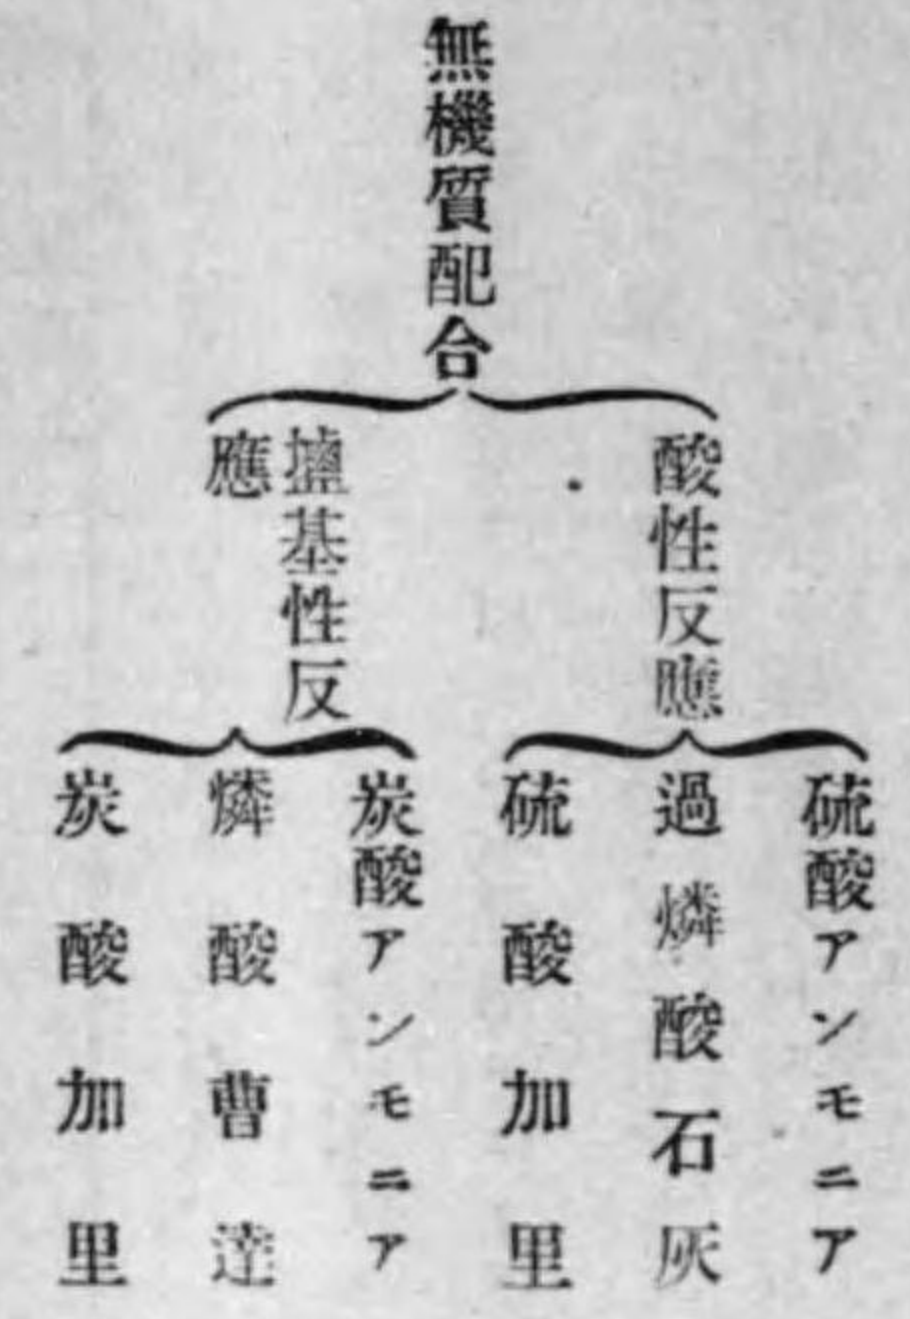 無機質配合
酸性反應
硫酸アンモニア
過燐酸石灰
硫酸加里
塩基性反
應
炭酸アンモニア
燐酸曹達
炭酸加里